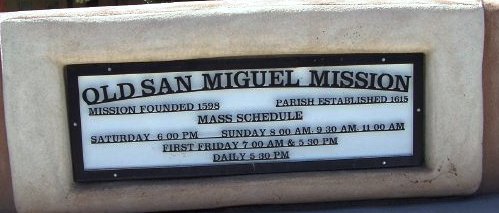 OLD SAN MIGUEL MISSION
MISSION FOUNDED 1598 PARISH ESTABLISHED 1615
MASS SCHEDULE
SATURDAY 6 00 PM SUNDAY 8 00 AM. 9 30 AM. 11 00 AM
FIRST FRIDAY 7 00 AM & 5 30 PM
DAILY 5 30 PM